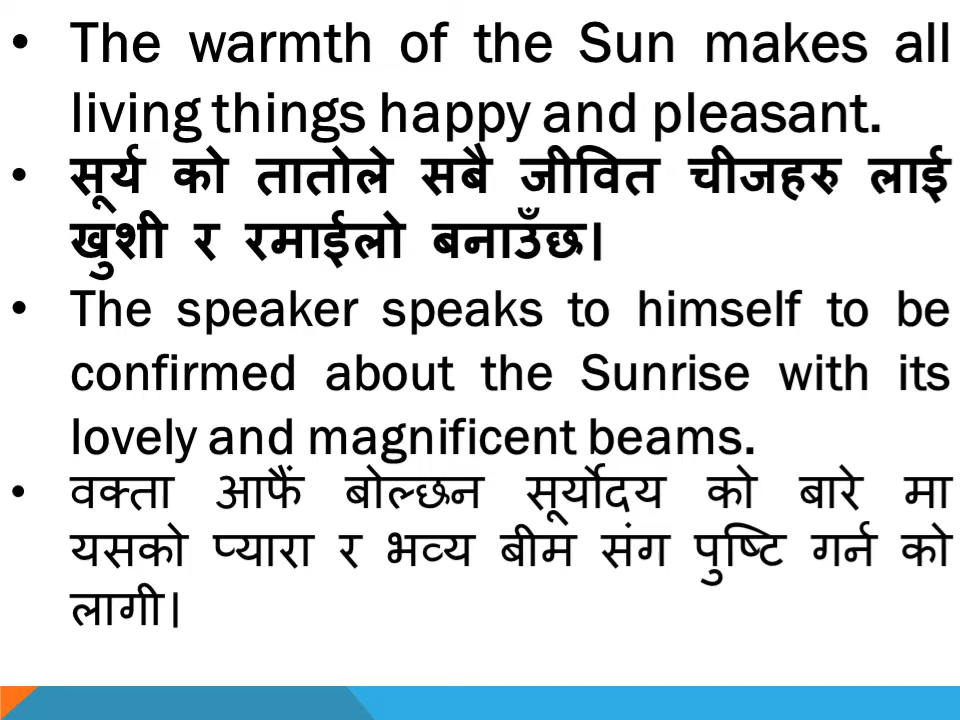 • The warmth of the Sun makes all
living things happy and pleasant.
• सूर्य को तातोले सबै जीवित चीजहरु लाई
खुशी र रमाईलो बनाउँछ।
• The speaker speaks to himself to be
confirmed about the Sunrise with its
lovely and magnificent beams.
• वक्ता आफैं बोल्छन सूर्योदय को बारे मा
यसको प्यारा र भव्य बीम संग पुष्टि गर्न को
लागी।